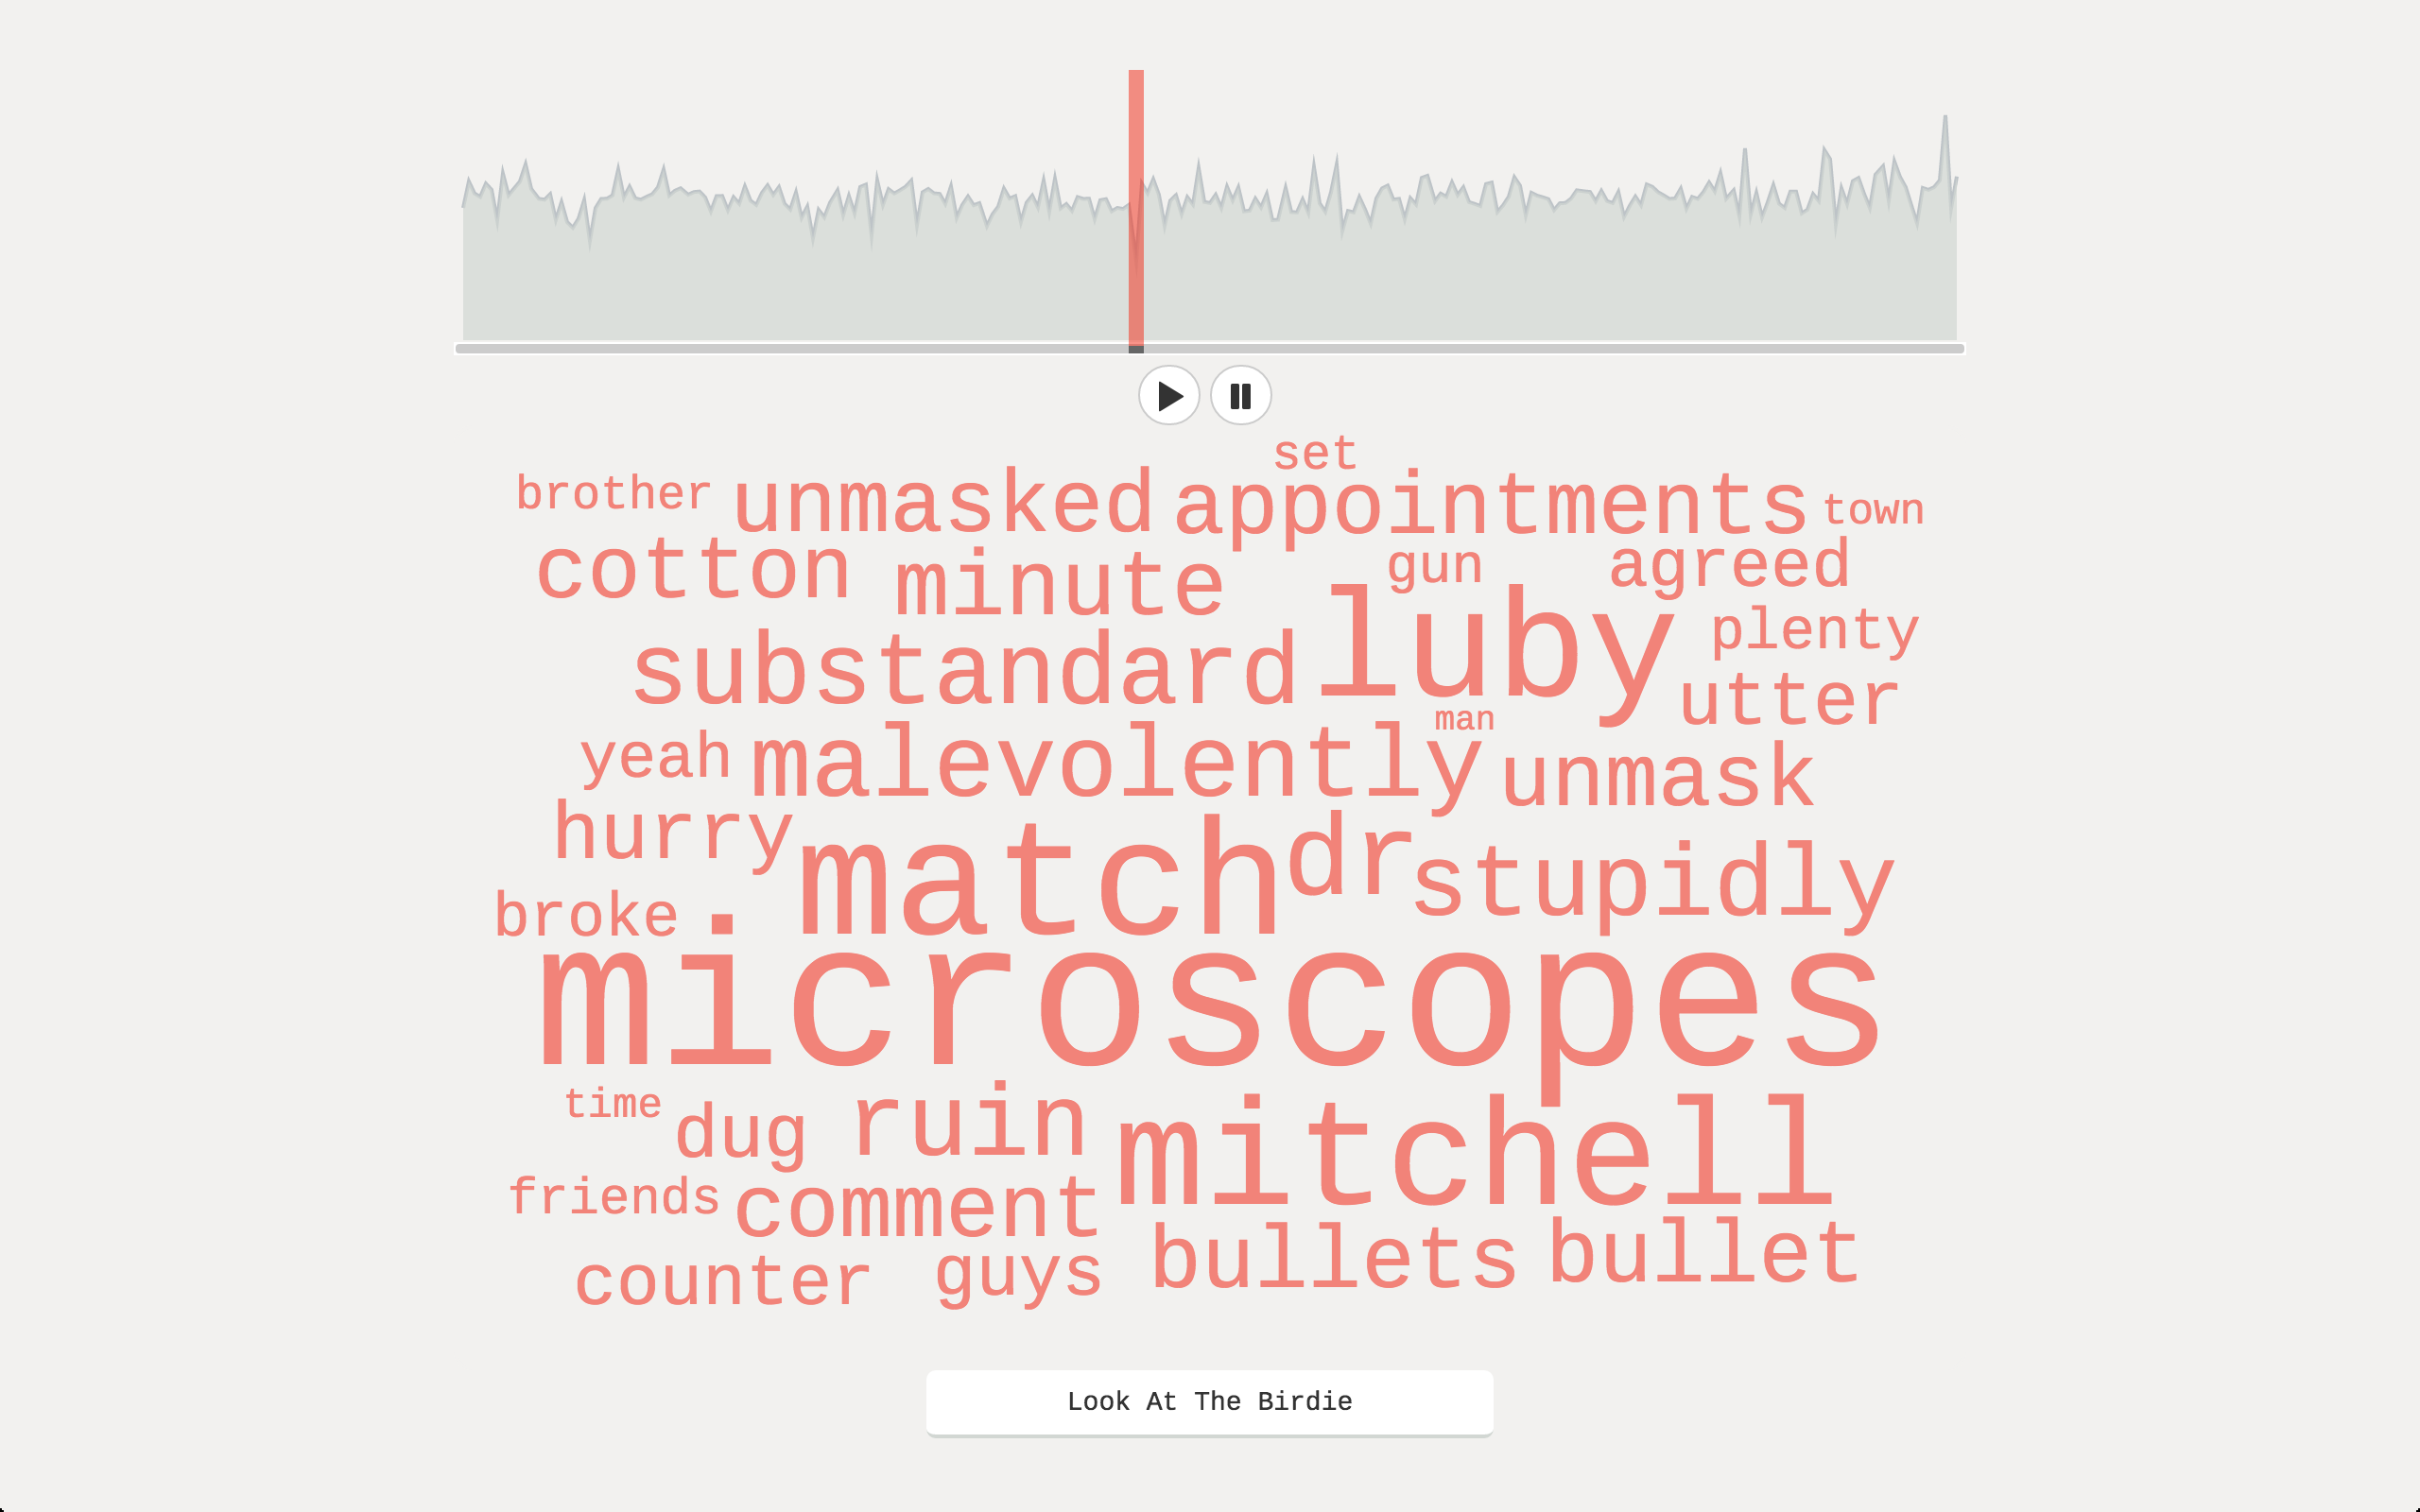 set
brother unmasked appointments town
cotton minute gun agreed
substandard luby plenty
man utter
yeah malevolently unmask
hurry match dr stupidly
broke
microscopes
time dug ruin mitchell
friends comment
counter guys bullets bullet
Look At The Birdie